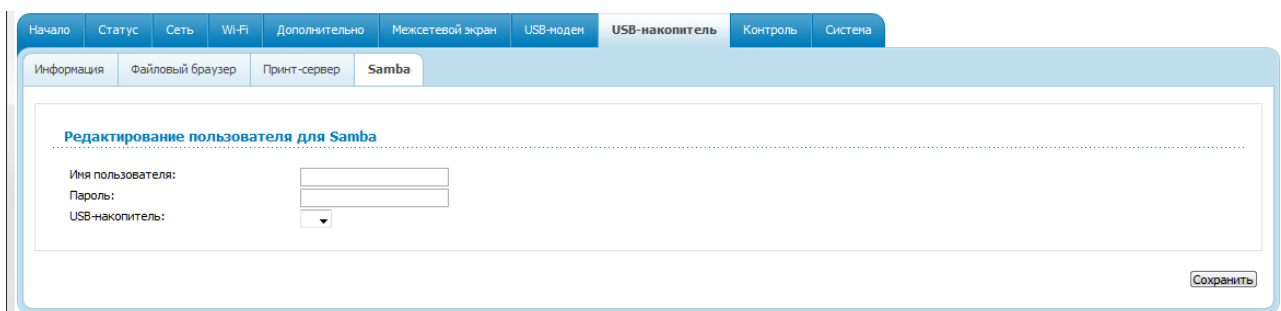 Начало Статус Сеть Wi-Fi Дополнительно Межсетевой экран USB-модем USB-накопитель Контроль Система
Информация Файловый браузер Принт-сервер Samba
Редактирование пользователя для Samba
Имя пользователя:
Пароль:
USB-накопитель:
Сохранить